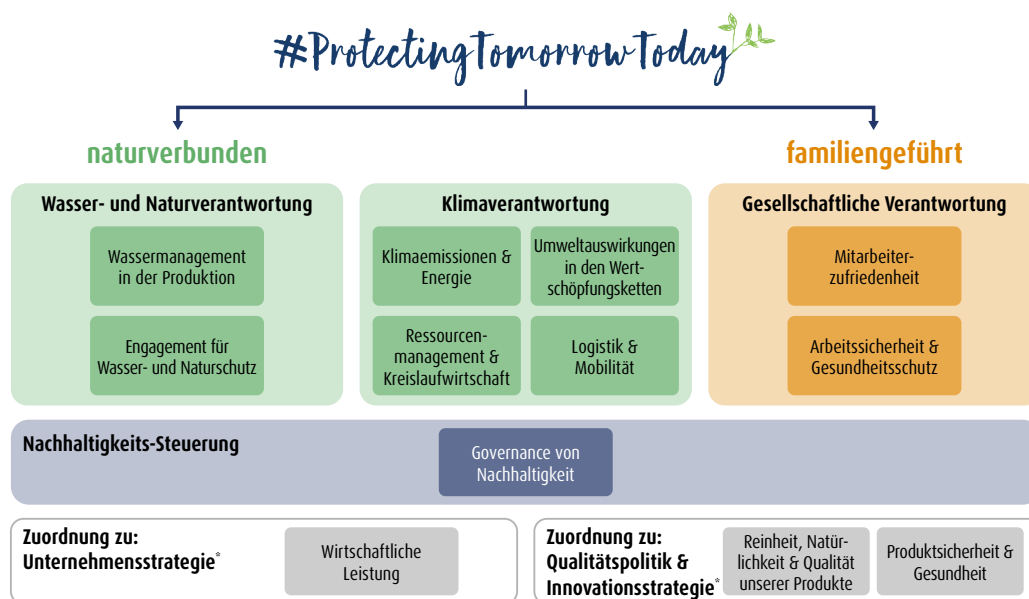 #ProtectingTomorrowToday
naturverbunden
familiengeführt
Wasser- und Naturverantwortung
Wassermanagement
in der Produktion
Engagement für
Wasser- und Naturschutz
Klimaverantwortung
Klimaemissionen &
Energie
Umweltauswirkungen
in den Wert-
schöpfungsketten
Ressourcen-
management &
Kreislaufwirtschaft
Logistik &
Mobilität
Gesellschaftliche Verantwortung
Mitarbeiter-
zufriedenheit
Arbeitssicherheit &
Gesundheitsschutz
Nachhaltigkeits-Steuerung
Governance von
Nachhaltigkeit
Zuordnung zu:
Unternehmensstrategie*
Wirtschaftliche
Leistung
Zuordnung zu:
Qualitätspolitik &
Innovationsstrategie*
Reinheit, Natür-
lichkeit & Qualität
unserer Produkte
Produktsicherheit &
Gesundheit